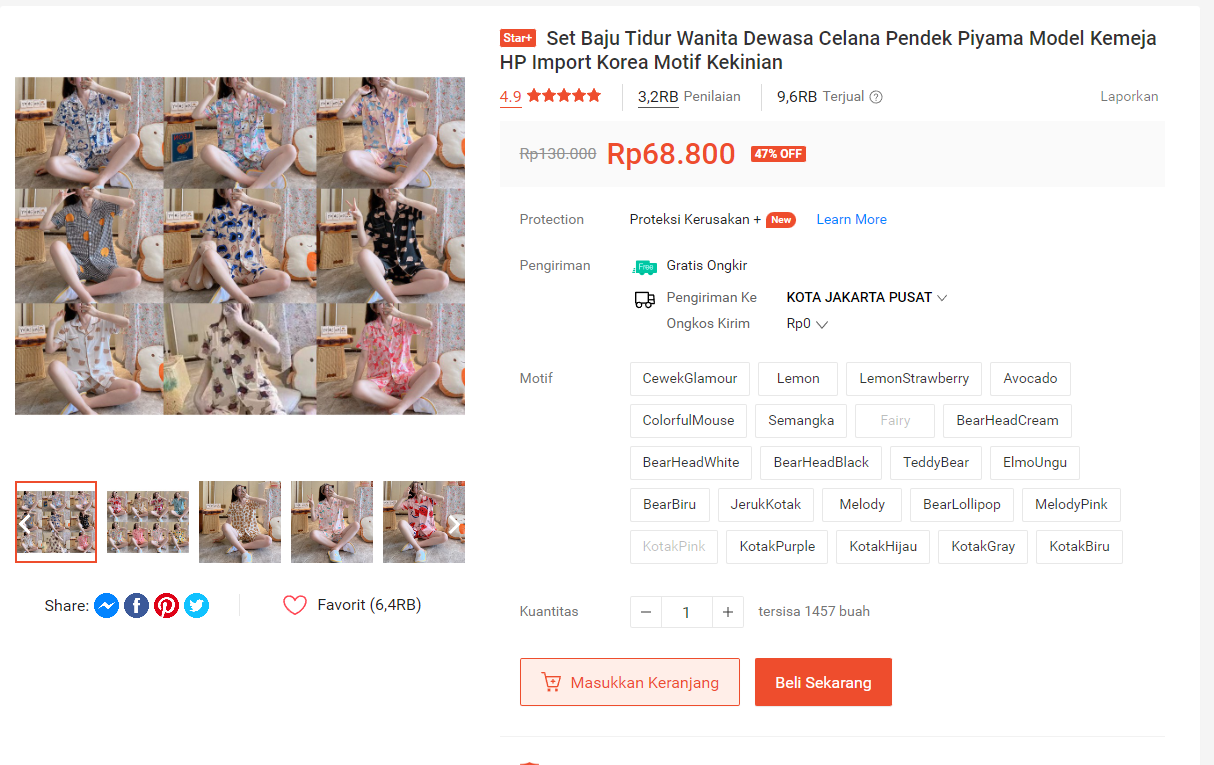 Star+ Set Baju Tidur Wanita Dewasa Celana Pendek Piyama Model Kemeja
HP Import Korea Motif Kekinian
4.9 3,2RB Penilaian 9,6RB Terjual ? Laporkan
Rp130.000 Rp68.800 47% OFF
Protection Proteksi Kerusakan + New Learn More
Pengiriman Free Gratis Ongkir
Pengiriman Ke KOTA JAKARTA PUSAT
Ongkos Kirim Rp0
Motif CewekGlamour Lemon LemonStrawberry Avocado
ColorfulMouse Semangka Fairy BearHeadCream
BearHeadWhite BearHeadBlack TeddyBear ElmoUngu
BearBiru JerukKotak Melody BearLollipop MelodyPink
KotakPink KotakPurple KotakHijau KotakGray KotakBiru
Kuantitas − 1 + tersisa 1457 buah
Masukkan Keranjang Beli Sekarang
Share: Favorit (6,4RB)